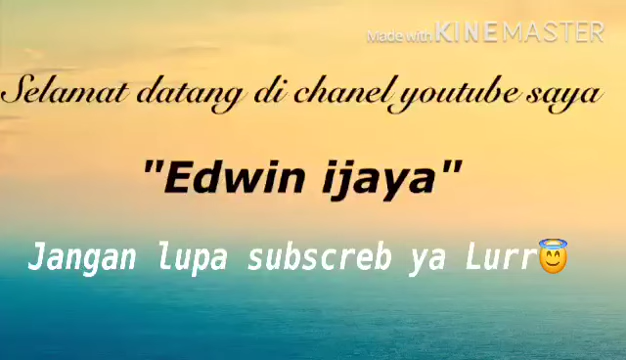 Made with KINEMASTER
Selamat datang di chanel youtube saya
"Edwin ijaya"
Jangan lupa subscreb ya Lurr😇